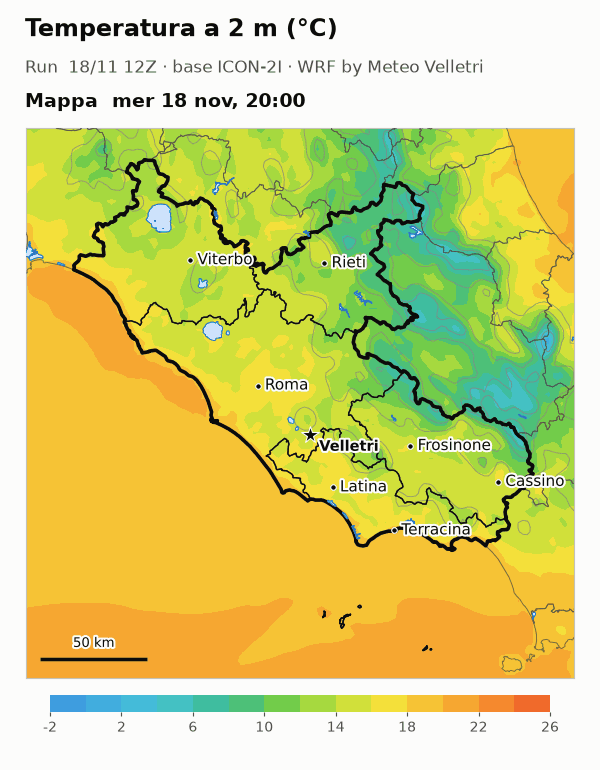 Temperatura a 2 m (°C)
Run  18/11 12Z · base ICON-2I · WRF by Meteo Velletri
Mappa  mer 18 nov, 20:00
Viterbo
Rieti
Roma
Velletri
Frosinone
Cassino
Latina
Terracina
50 km
-2 2 6 10 14 18 22 26